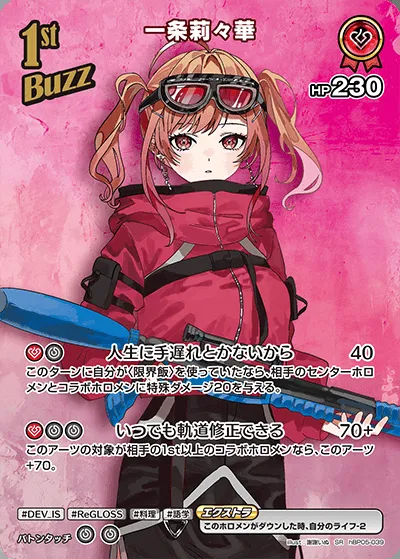 1st
Buzz
一条莉々華
HP230
人生に手遅れとかないから 40
このターンに自分が〈限界飯〉を使っていたなら、相手のセンターホロ
メンとコラボホロメンに特殊ダメージ20を与える。
いつでも軌道修正できる 70+
このアーツの対象が相手の1st以上のコラボホロメンなら、このアーツ
+70。
#DEV_IS #ReGLOSS #料理 #語学
エクストラ
このホロメンがダウンした時、自分のライフ-2
バトンタッチ
illust:謝謝いぬ SR hBP05-039